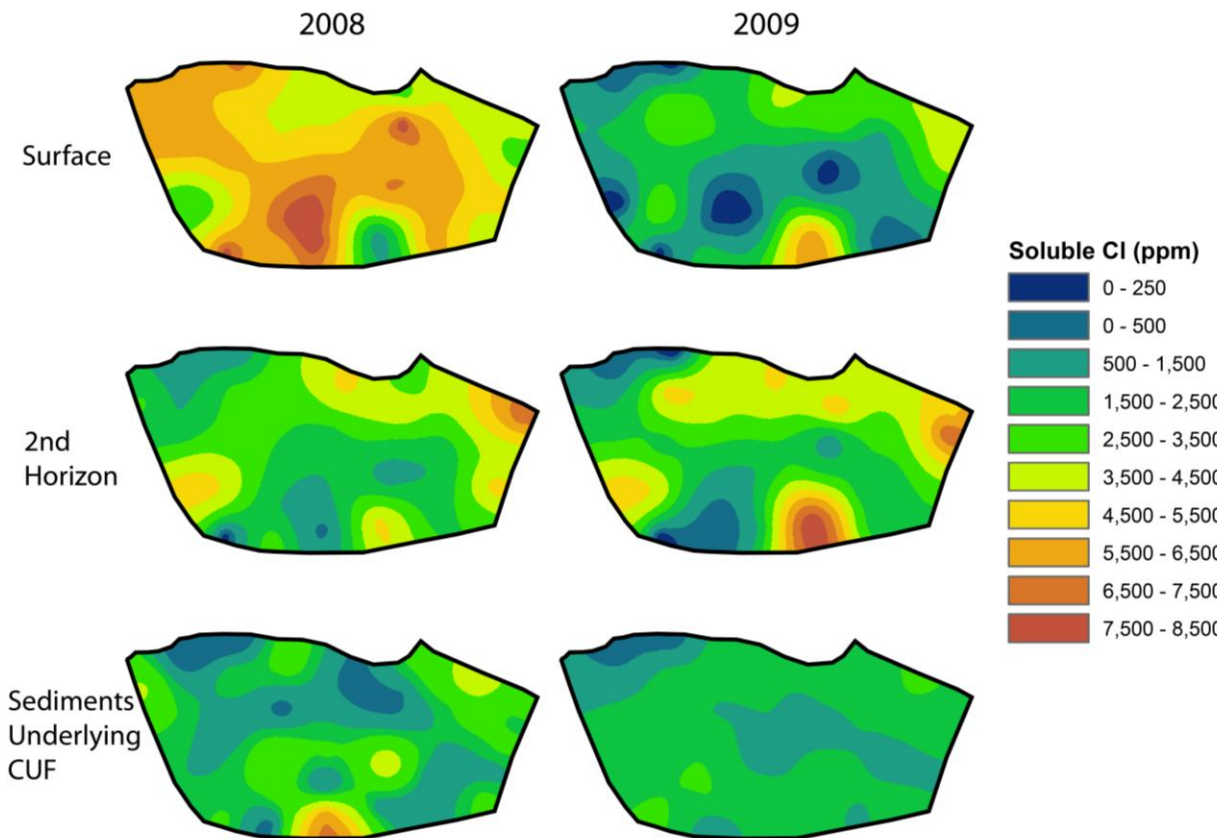 2008
2009
Surface
2nd
Horizon
Sediments
Underlying
CUF
Soluble Cl (ppm)
0 - 250
0 - 500
500 - 1,500
1,500 - 2,500
2,500 - 3,500
3,500 - 4,500
4,500 - 5,500
5,500 - 6,500
6,500 - 7,500
7,500 - 8,500